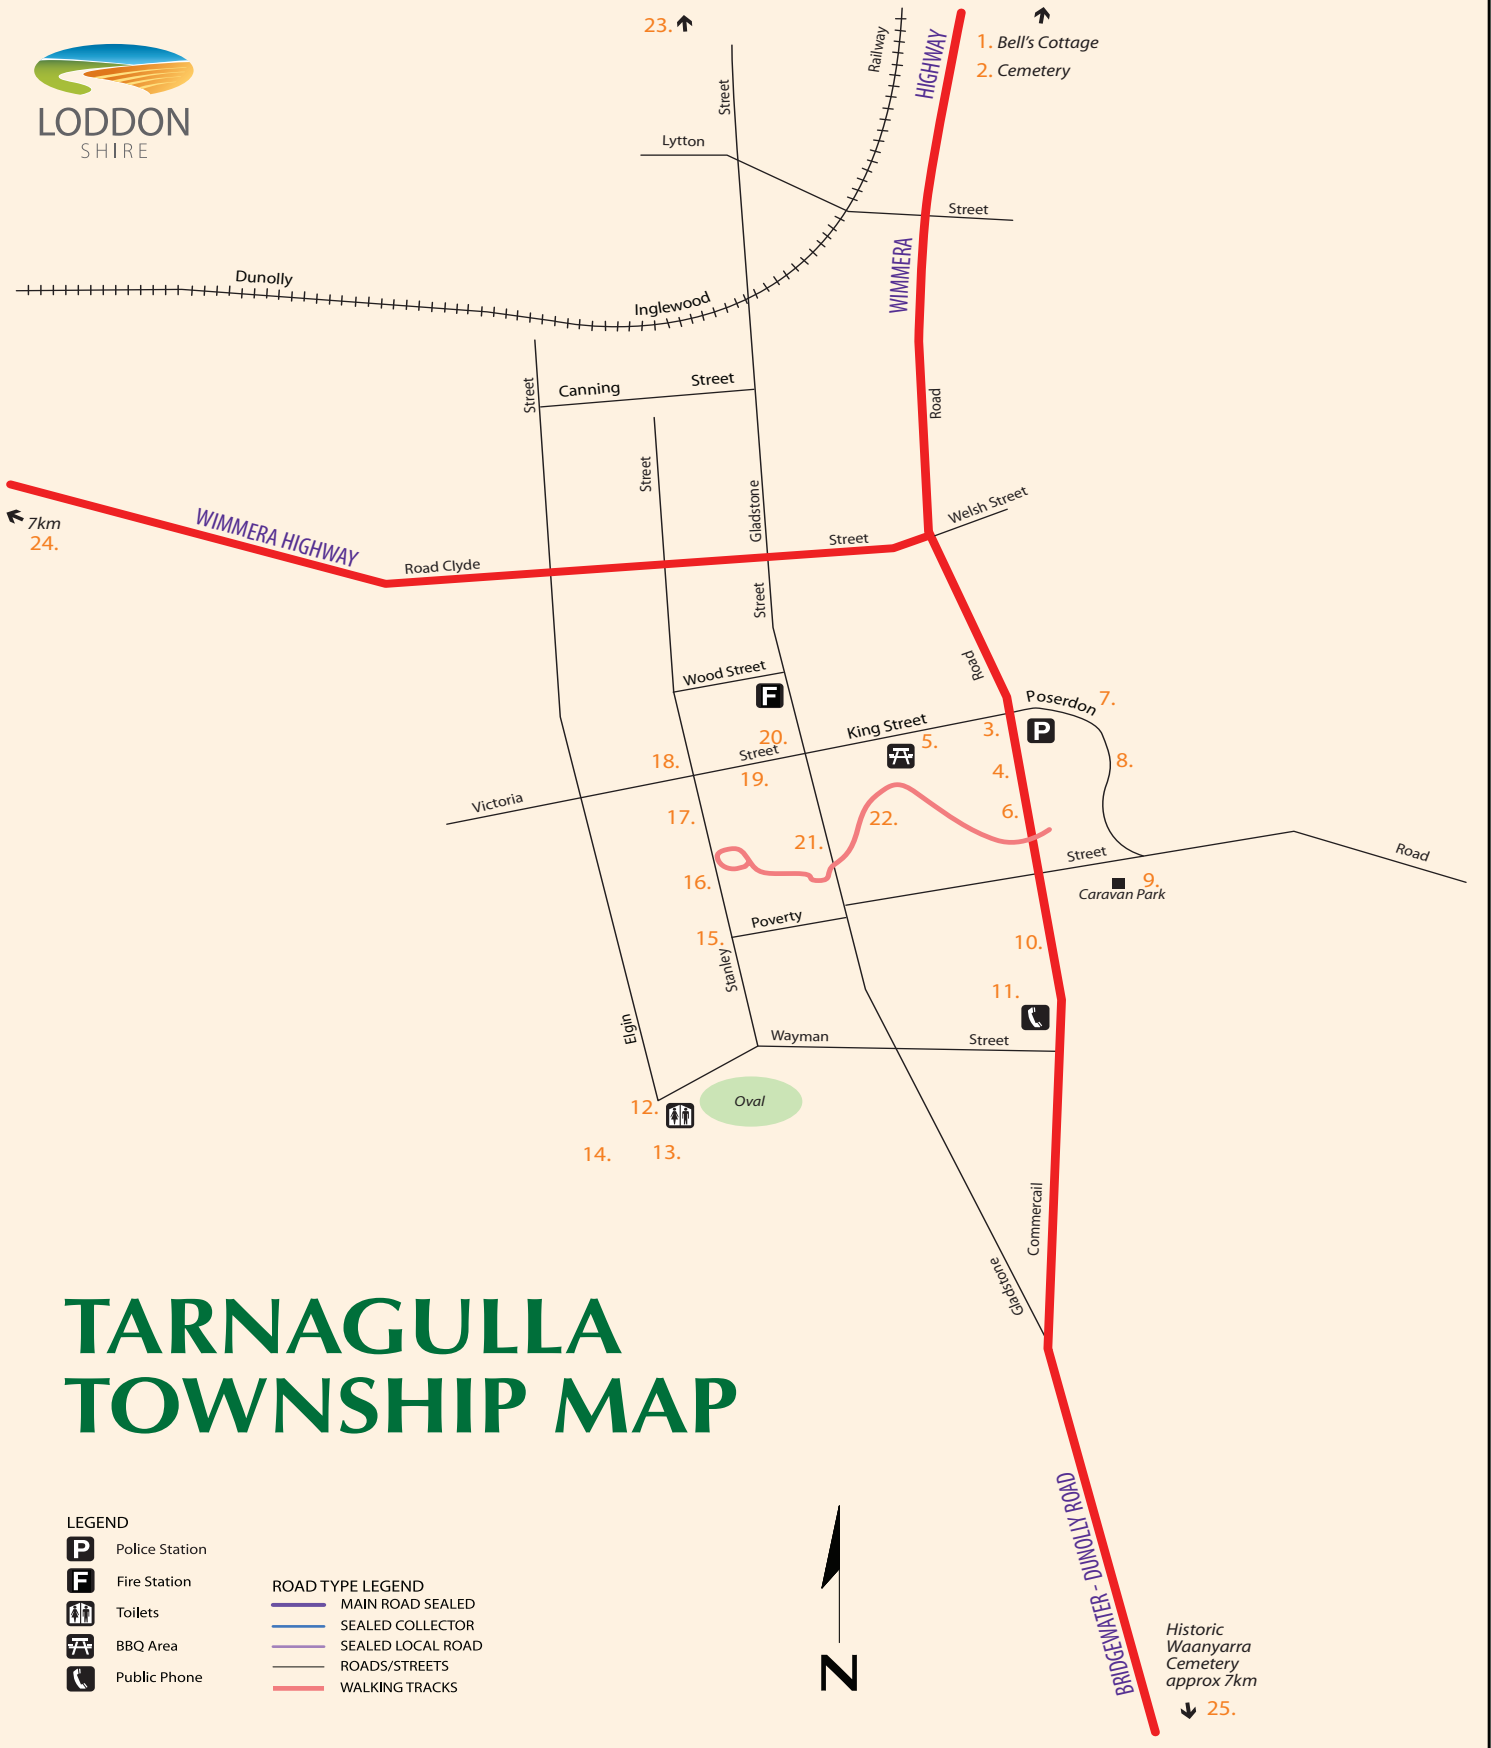 23.
1. Bell's Cottage
2. Cemetery
LODDON
SHIRE
Railway
HIGHWAY
Street
Lytton
Street
WIMMERA
Dunolly
Inglewood
Street
Canning
Street
Road
Street
Gladstone
Welsh Street
7km
24.
WIMMERA HIGHWAY
Road Clyde
Street
Street
Road
Wood Street
F
Poserdon
7.
King Street
3.
P
20.
5.
Street
18.
19.
4.
8.
Victoria
17.
22.
6.
21.
Street
Road
16.
9.
Caravan Park
Poverty
15.
10.
Stanley
11.
Elgin
Wayman
Street
12.
Oval
14.
13.
Commercail
Gladstone
TARNAGULLA
TOWNSHIP MAP
BRIDGEWATER - DUNOLLY ROAD
LEGEND
P Police Station
F Fire Station
Toilets
BBQ Area
Public Phone
ROAD TYPE LEGEND
MAIN ROAD SEALED
SEALED COLLECTOR
SEALED LOCAL ROAD
ROADS/STREETS
WALKING TRACKS
N
Historic
Waanyarra
Cemetery
approx 7km
25.